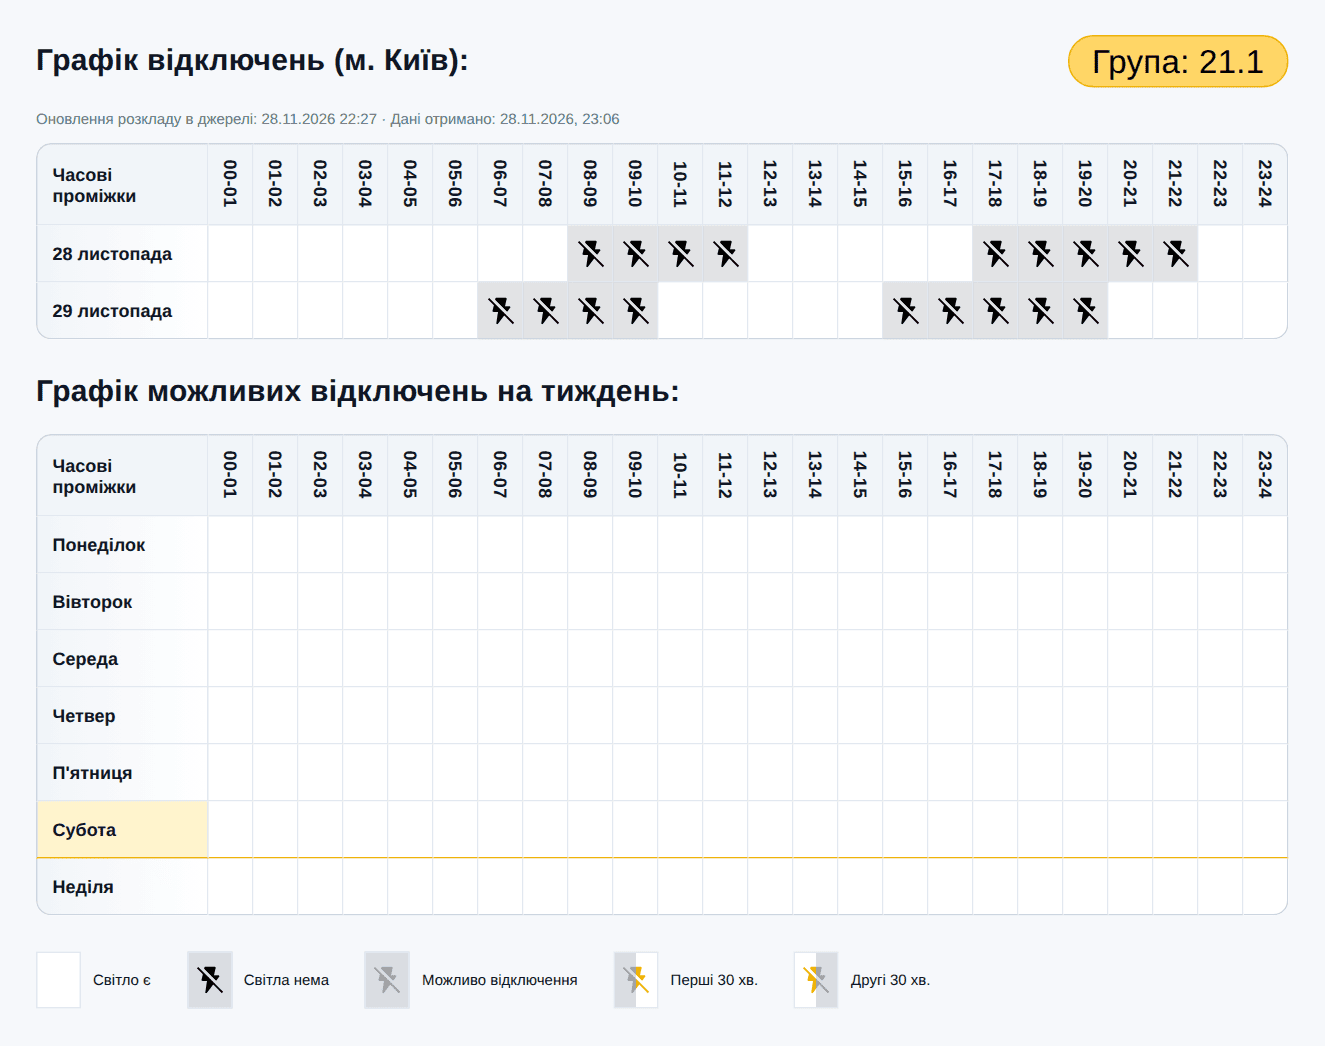 Графік відключень (м. Київ):
Група: 21.1
Оновлення розкладу в джерелі: 28.11.2026 22:27 · Дані отримано: 28.11.2026, 23:06
Часові проміжки 00-01 01-02 02-03 03-04 04-05 05-06 06-07 07-08 08-09 09-10 10-11 11-12 12-13 13-14 14-15 15-16 16-17 17-18 18-19 19-20 20-21 21-22 22-23 23-24
28 листопада
29 листопада
Графік можливих відключень на тиждень:
Часові проміжки 00-01 01-02 02-03 03-04 04-05 05-06 06-07 07-08 08-09 09-10 10-11 11-12 12-13 13-14 14-15 15-16 16-17 17-18 18-19 19-20 20-21 21-22 22-23 23-24
Понеділок
Вівторок
Середа
Четвер
П'ятниця
Субота
Неділя
Світло є Світла нема Можливо відключення Перші 30 хв. Другі 30 хв.